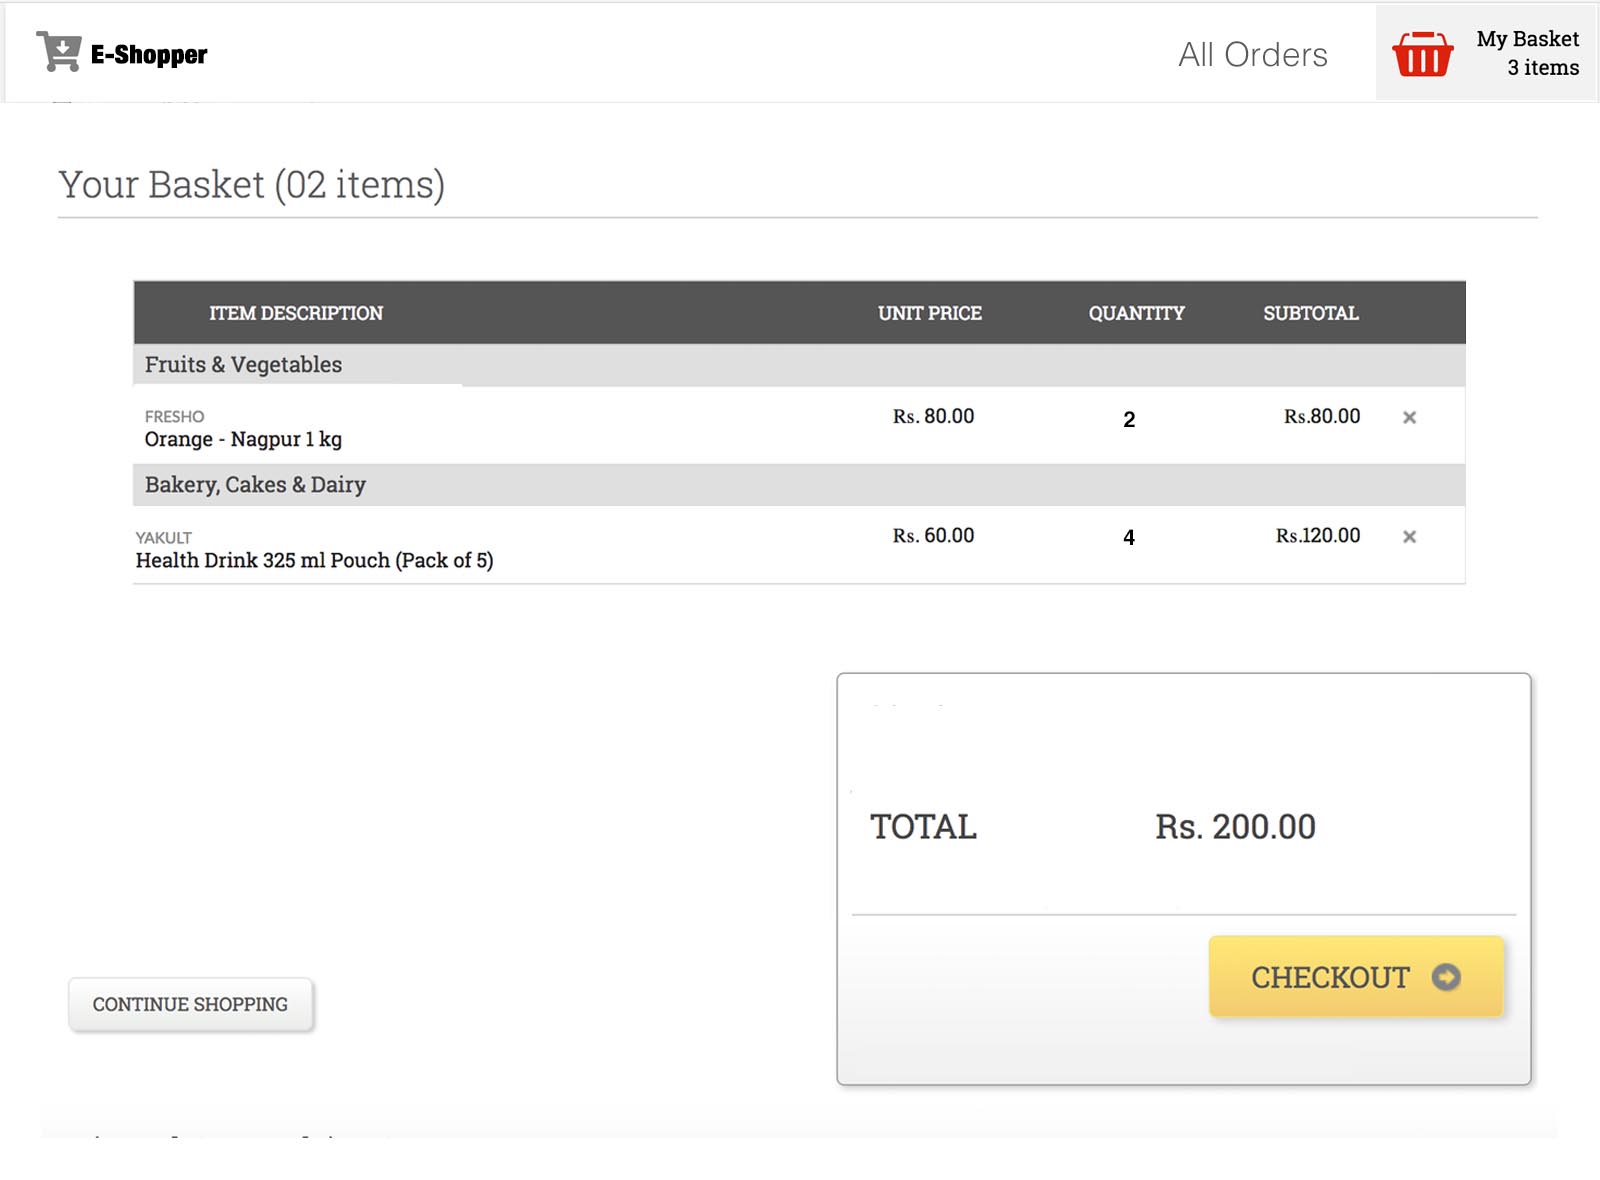 E-Shopper
All Orders
My Basket
3 items
Your Basket (02 items)
ITEM DESCRIPTION UNIT PRICE QUANTITY SUBTOTAL
Fruits & Vegetables
FRESHO Rs. 80.00 2 Rs.80.00 ×
Orange - Nagpur 1 kg
Bakery, Cakes & Dairy
YAKULT Rs. 60.00 4 Rs.120.00 ×
Health Drink 325 ml Pouch (Pack of 5)
TOTAL Rs. 200.00
CHECKOUT
CONTINUE SHOPPING